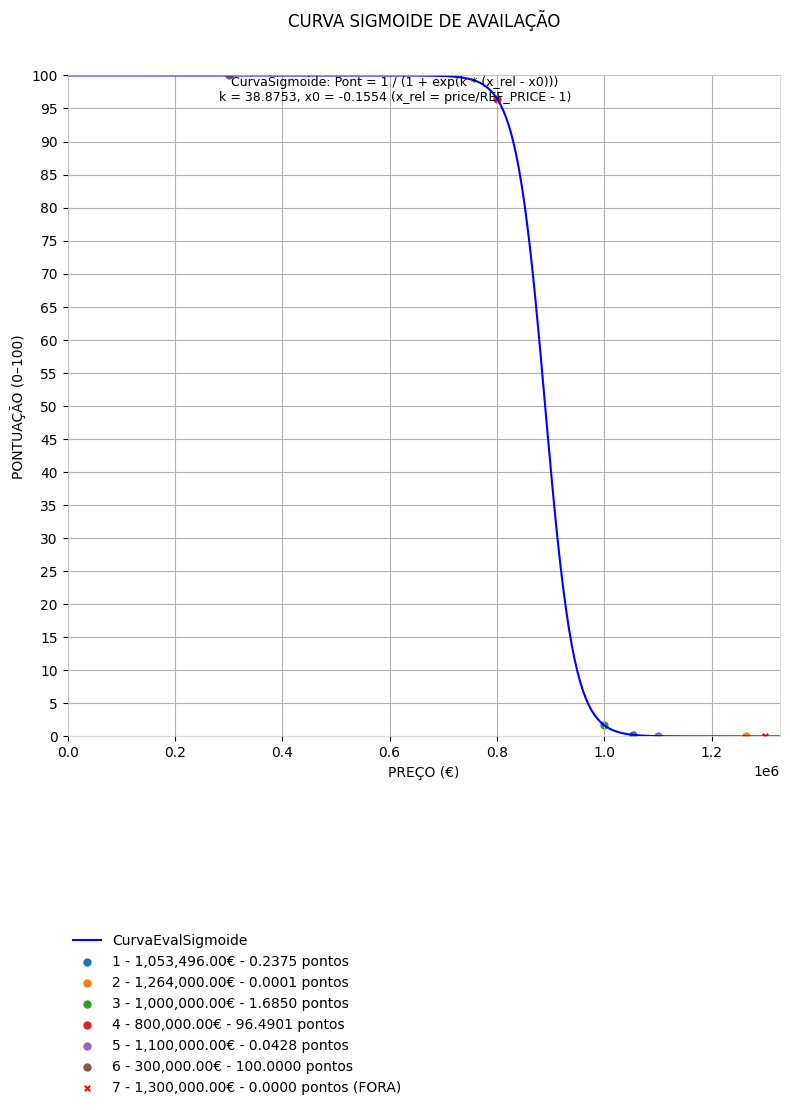 CURVA SIGMOIDE DE AVAILAÇÃO
CurvaSigmoide: Pont = 1 / (1 + exp(k * (x_rel - x0)))
k = 38.8753, x0 = -0.1554 (x_rel = price/REF_PRICE - 1)
PONTUAÇÃO (0–100)
100
95
90
85
80
75
70
65
60
55
50
45
40
35
30
25
20
15
10
5
0
0.0 0.2 0.4 0.6 0.8 1.0 1.2
1e6
PREÇO (€)
CurvaEvalSigmoide
1 - 1,053,496.00€ - 0.2375 pontos
2 - 1,264,000.00€ - 0.0001 pontos
3 - 1,000,000.00€ - 1.6850 pontos
4 - 800,000.00€ - 96.4901 pontos
5 - 1,100,000.00€ - 0.0428 pontos
6 - 300,000.00€ - 100.0000 pontos
7 - 1,300,000.00€ - 0.0000 pontos (FORA)